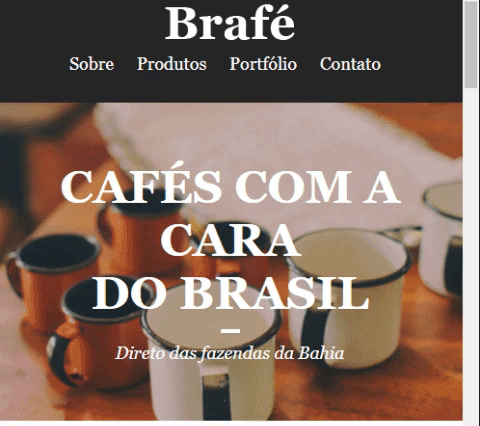 Brafé
Sobre Produtos Portfólio Contato
CAFÉS COM A
CARA
DO BRASIL
Direto das fazendas da Bahia